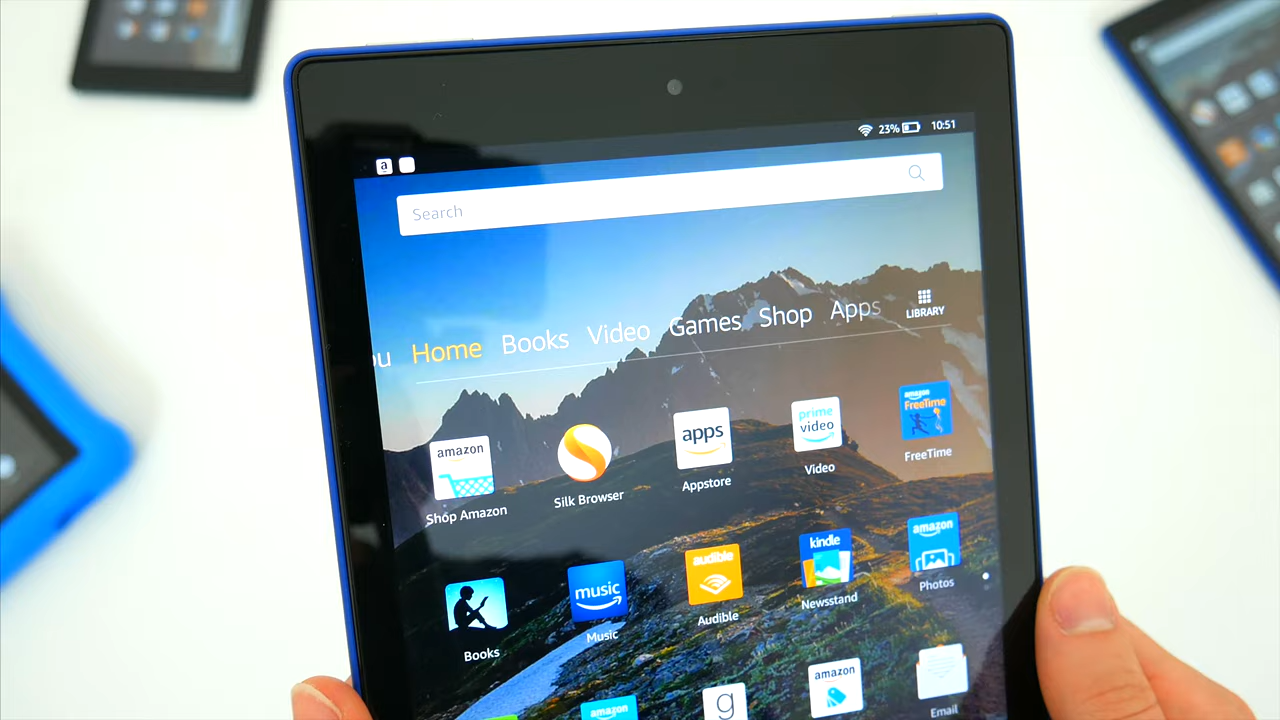 a
23% 10:51
Search
ou Home Books Video Games Shop Apps LIBRARY
amazon
apps
prime video
amazon FreeTime
Shop Amazon Silk Browser Appstore Video FreeTime
music
audible
kindle
amazon
Books Music Audible Newsstand Photos
amazon
g
amazon
Email